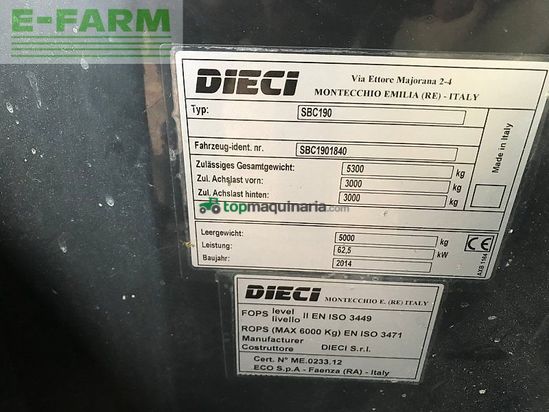 E-FARM
DIECI
Via Ettore Majorana 2-4
MONTECCHIO EMILIA (RE) - ITALY
Typ: SBC190
Fahrzeug-ident. nr. SBC1901840
Zulässiges Gesamtgewicht: 5300 kg
Zul. Achslast vorn: 3000 kg
Zul. Achslast hinten: 3000 kg
Made in Italy
topmaquinaria.com
Leergewicht: 5000 kg
Leistung: 62,5 kW
Baujahr: 2014
CE
AXB 1164
DIECI MONTECCHIO E. (RE) ITALY
FOPS level livello II EN ISO 3449
ROPS (MAX 6000 Kg) EN ISO 3471
Manufacturer
Costruttore DIECI S.r.l.
Cert. N° ME.0233.12
ECO S.p.A - Faenza (RA) - Italy